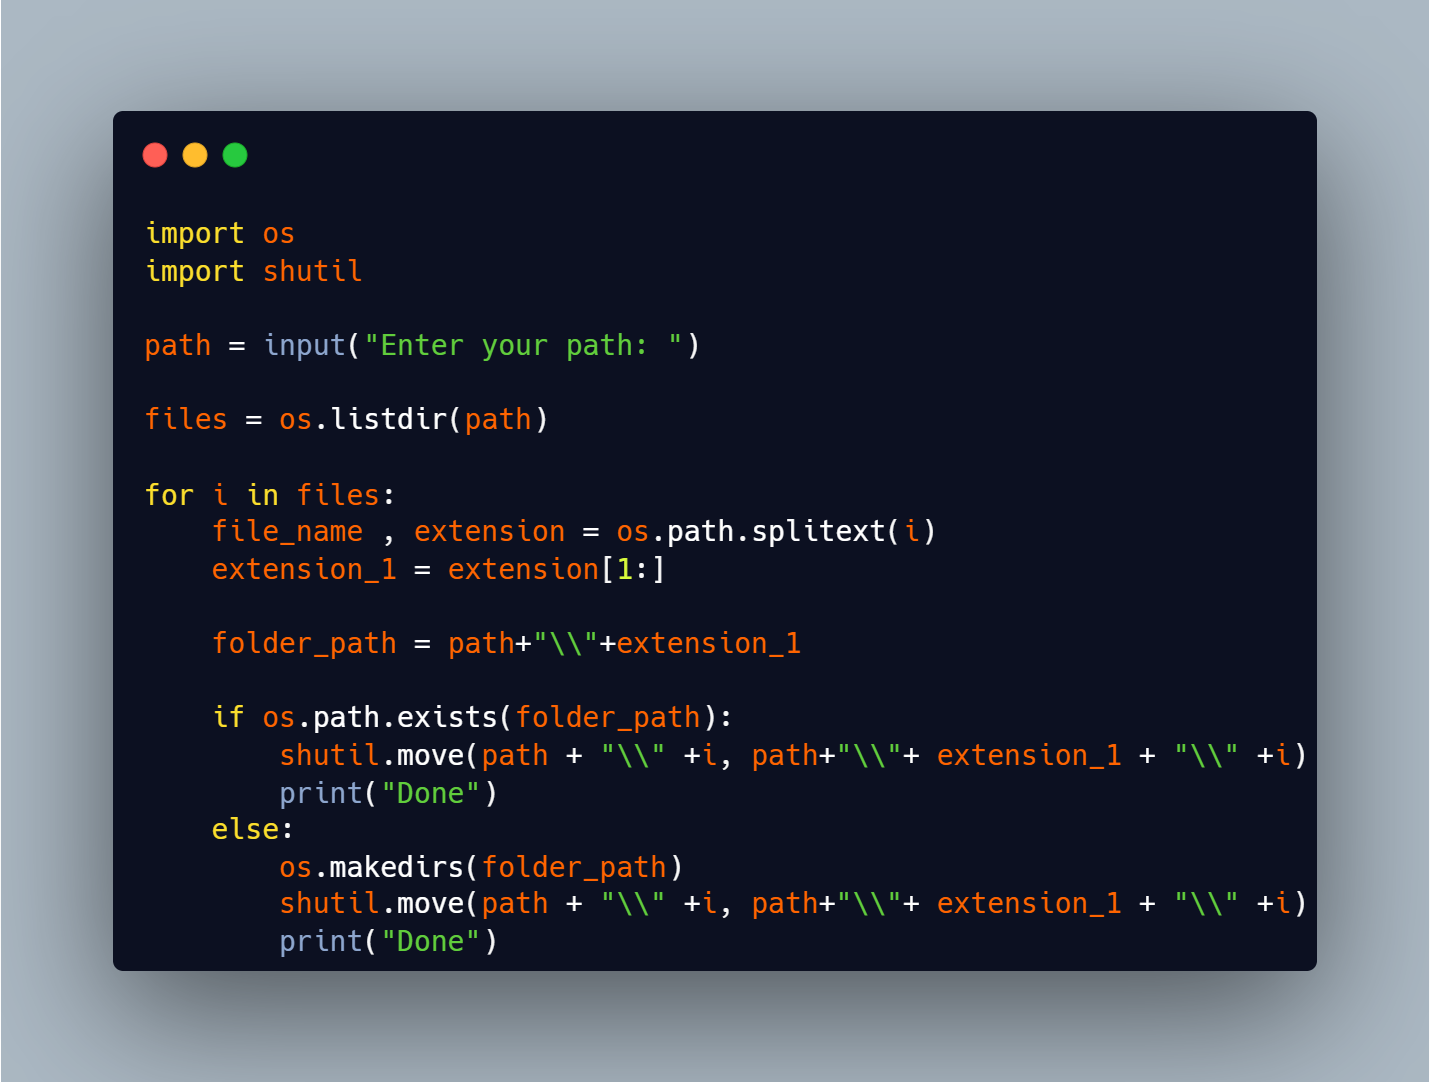 import os
import shutil

path = input("Enter your path: ")

files = os.listdir(path)

for i in files:
    file_name , extension = os.path.splitext(i)
    extension_1 = extension[1:]

    folder_path = path+"\\"+extension_1

    if os.path.exists(folder_path):
        shutil.move(path + "\\" +i, path+"\\"+ extension_1 + "\\" +i)
        print("Done")
    else:
        os.makedirs(folder_path)
        shutil.move(path + "\\" +i, path+"\\"+ extension_1 + "\\" +i)
        print("Done")